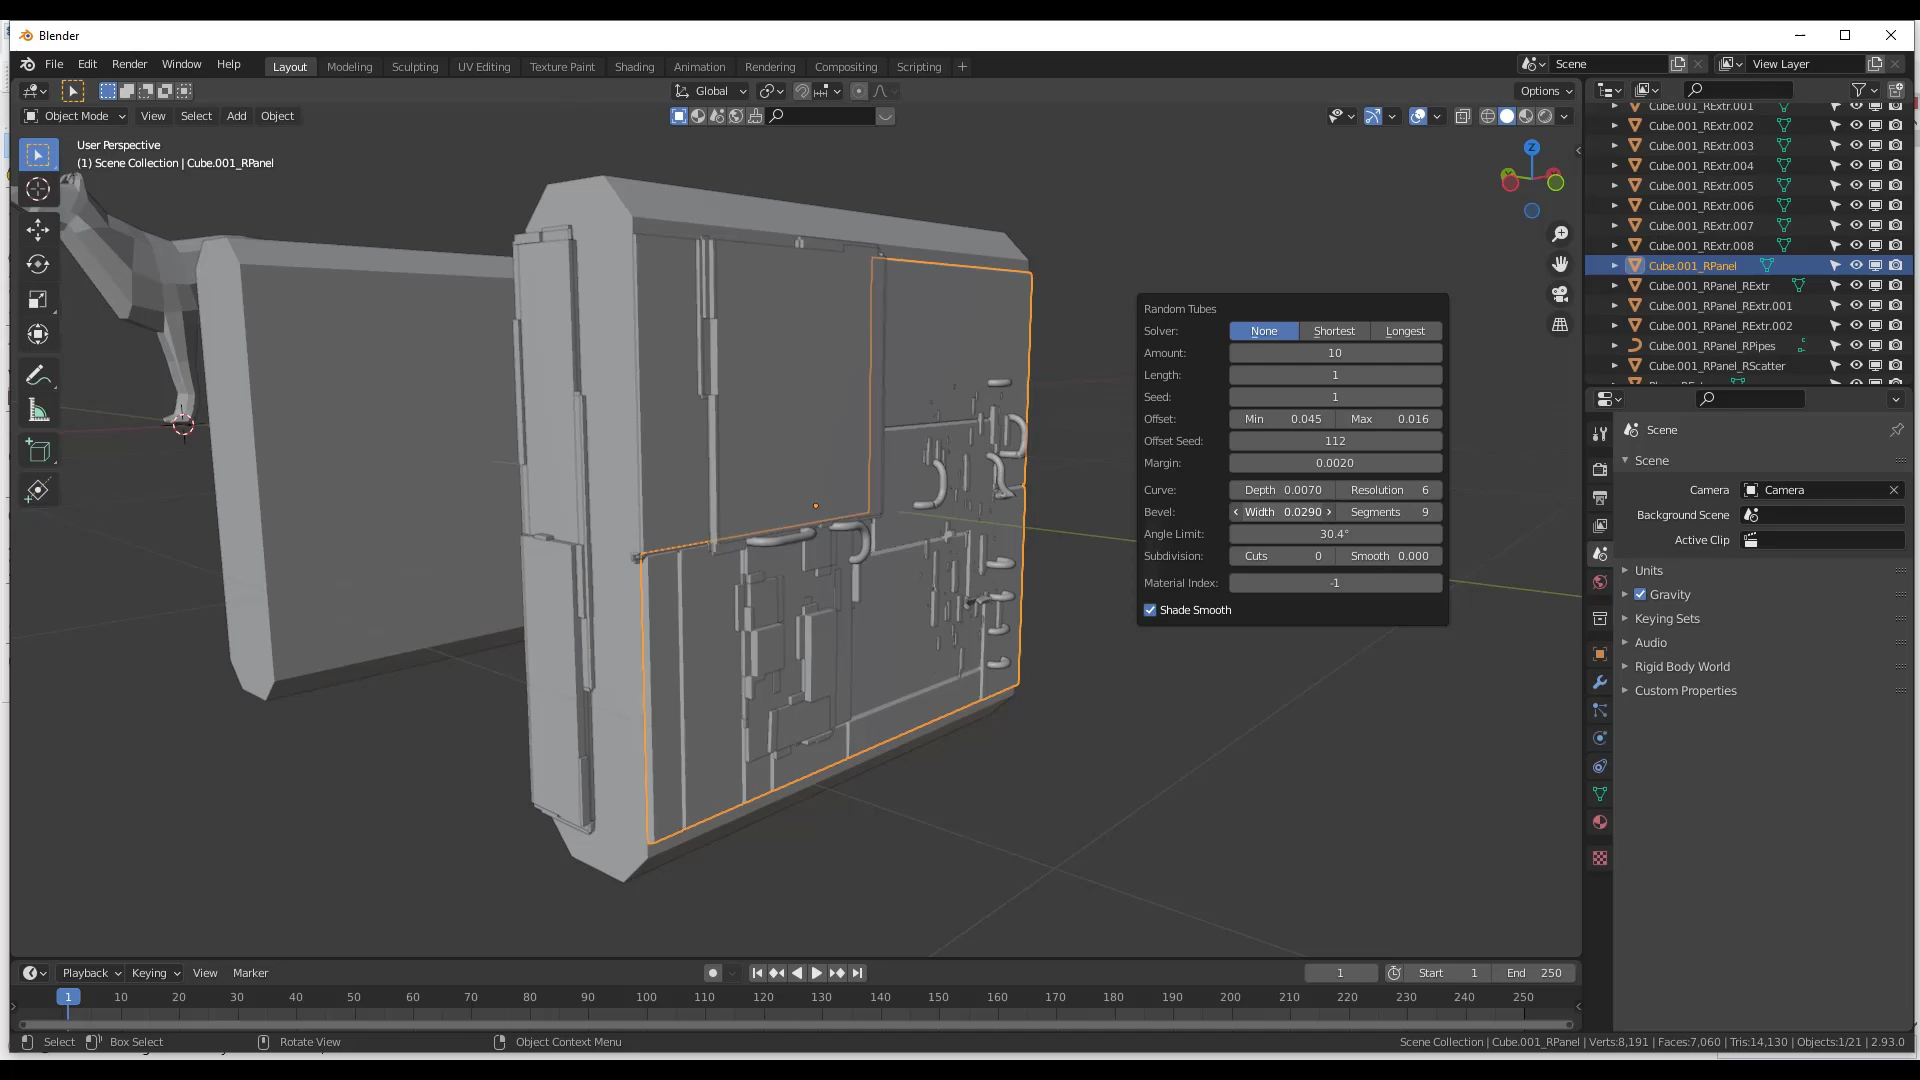 Blender
File Edit Render Window Help
Layout Modeling Sculpting UV Editing Texture Paint Shading Animation Rendering Compositing Scripting
Scene
View Layer
Global
Options
Object Mode View Select Add Object
User Perspective
(1) Scene Collection | Cube.001_RPanel
Z
Cube.001_RExtr.001
Cube.001_RExtr.002
Cube.001_RExtr.003
Cube.001_RExtr.004
Cube.001_RExtr.005
Cube.001_RExtr.006
Cube.001_RExtr.007
Cube.001_RExtr.008
Cube.001_RPanel
Cube.001_RPanel_RExtr
Cube.001_RPanel_RExtr.001
Cube.001_RPanel_RExtr.002
Cube.001_RPanel_RPipes
Cube.001_RPanel_RScatter
Random Tubes
Solver: None Shortest Longest
Amount: 10
Length: 1
Seed: 1
Offset: Min 0.045 Max 0.016
Offset Seed: 112
Margin: 0.0020
Curve: Depth 0.0070 Resolution 6
Bevel: Width 0.0290 Segments 9
Angle Limit: 30.4°
Subdivision: Cuts 0 Smooth 0.000
Material Index: -1
Shade Smooth
Scene
Scene
Camera Camera
Background Scene
Active Clip
Units
Gravity
Keying Sets
Audio
Rigid Body World
Custom Properties
Playback Keying View Marker
1 Start 1 End 250
1 10 20 30 40 50 60 70 80 90 100 110 120 130 140 150 160 170 180 190 200 210 220 230 240 250
Select Box Select Rotate View Object Context Menu
Scene Collection | Cube.001_RPanel | Verts:8,191 | Faces:7,060 | Tris:14,130 | Objects:1/21 | 2.93.0